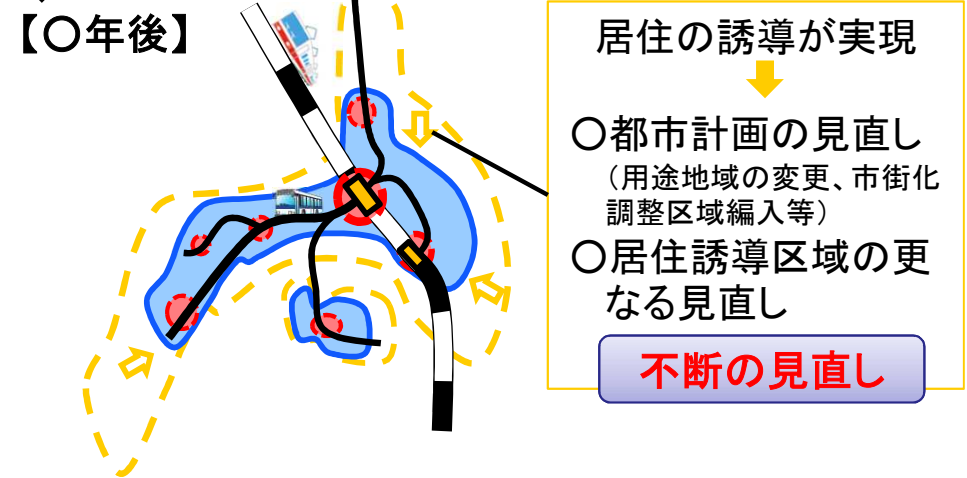 【〇年後】
居住の誘導が実現
〇都市計画の見直し
（用途地域の変更、市街化
調整区域編入等）
〇居住誘導区域の更
なる見直し
不断の見直し